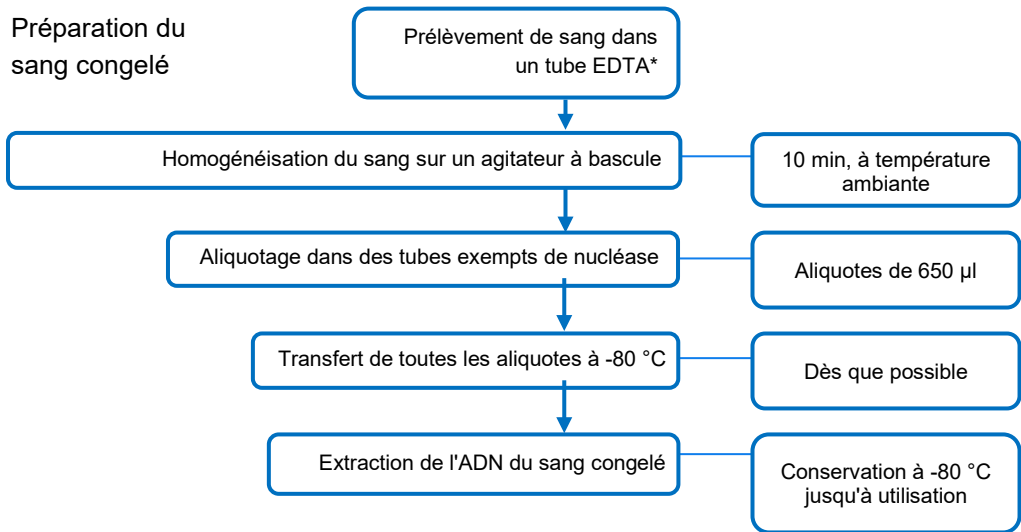 Préparation du
sang congelé
Prélèvement de sang dans
un tube EDTA*
Homogénéisation du sang sur un agitateur à bascule
10 min, à température
ambiante
Aliquotage dans des tubes exempts de nucléase
Aliquotes de 650 µl
Transfert de toutes les aliquotes à -80 °C
Dès que possible
Extraction de l'ADN du sang congelé
Conservation à -80 °C
jusqu'à utilisation